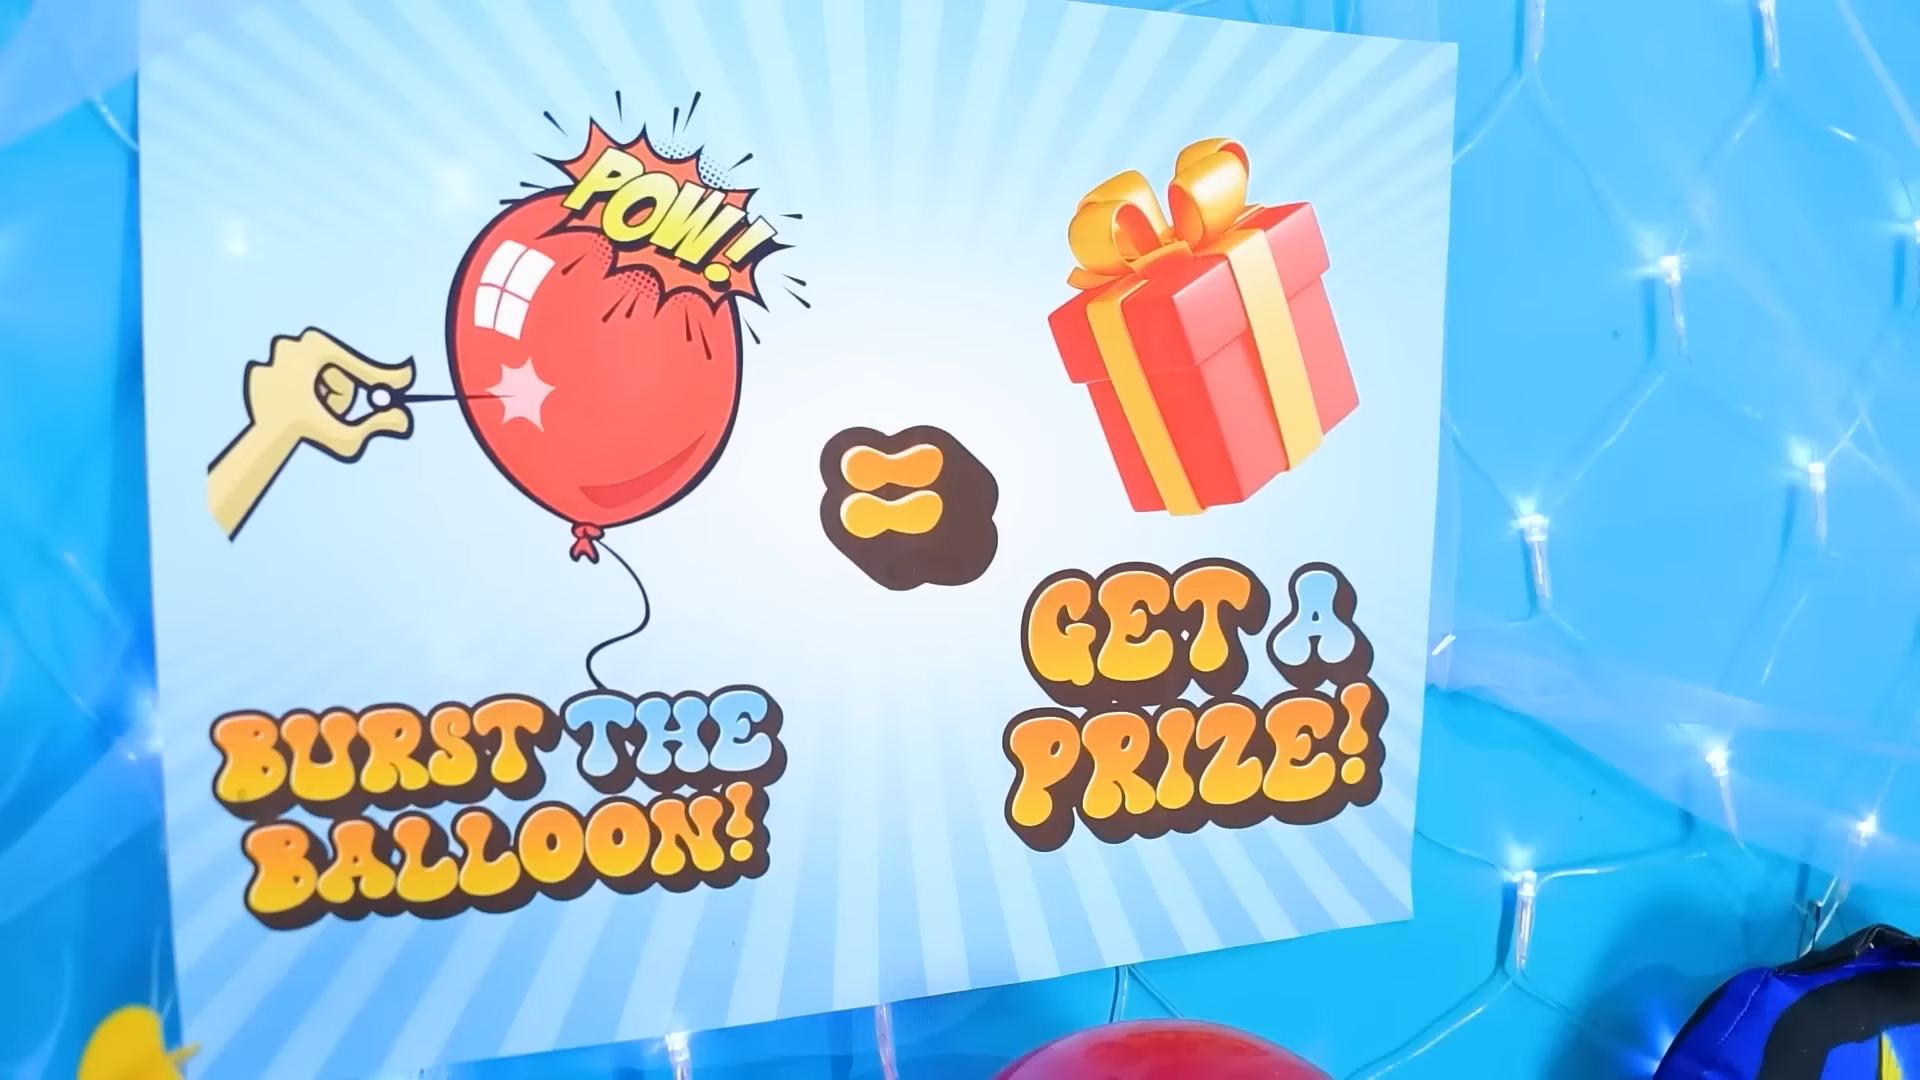 POW!
=
BURST THE
BALLOON!
GET A
PRIZE!